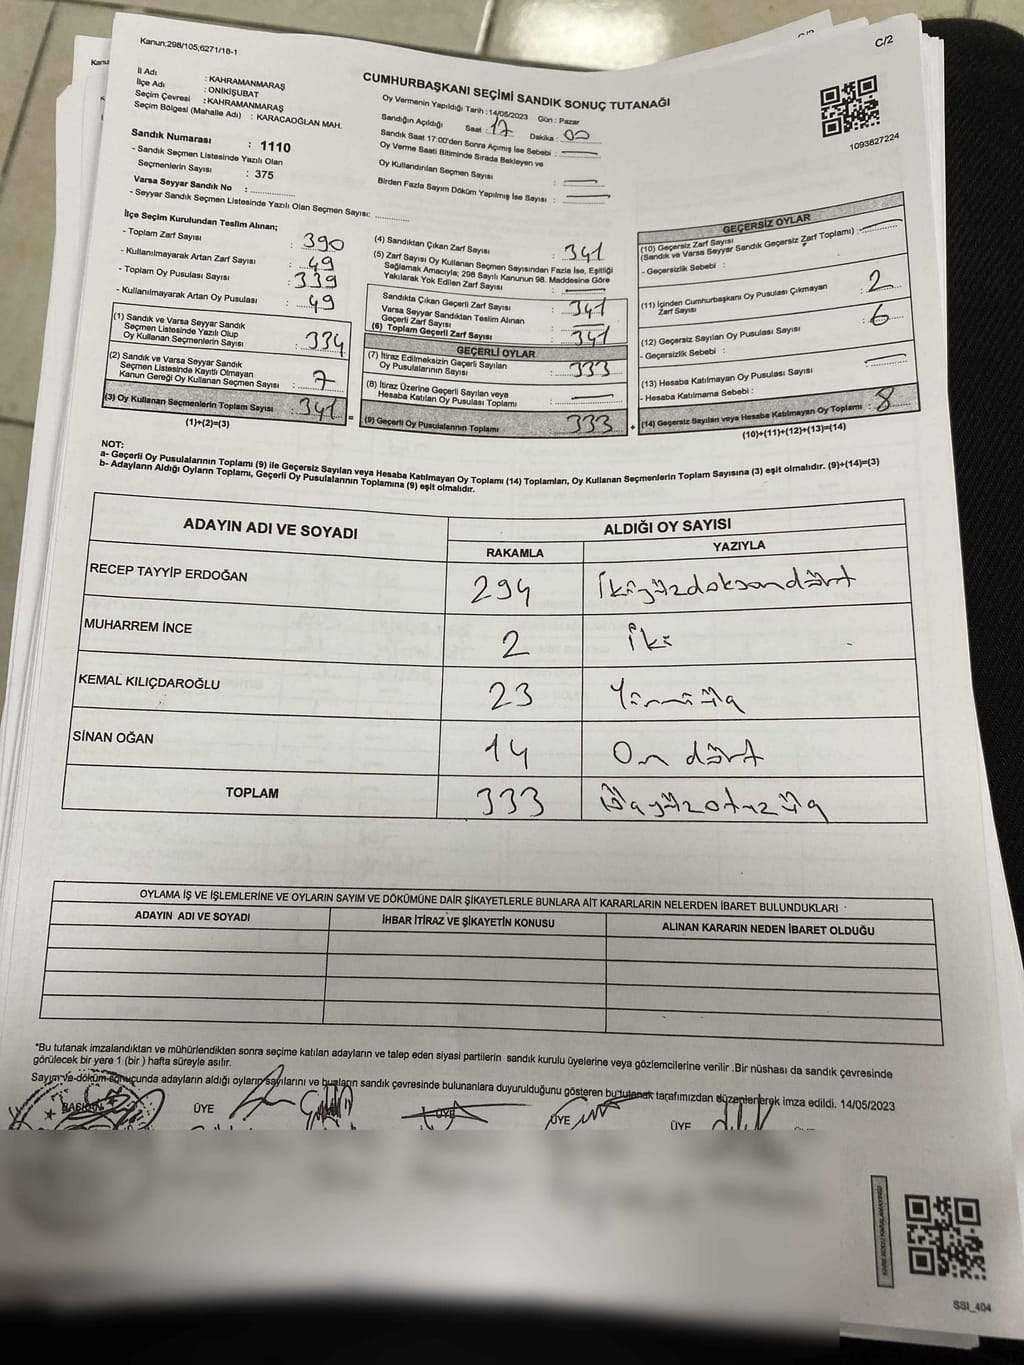 Kanun;298/105,6271/18-1
C/2
İl Adı : KAHRAMANMARAŞ
İlçe Adı : ONİKİŞUBAT
Seçim Çevresi : KAHRAMANMARAŞ
Seçim Bölgesi (Mahalle Adı) : KARACAOĞLAN MAH.
Sandık Numarası : 1110
- Sandık Seçmen Listesinde Yazılı Olan
Seçmenlerin Sayısı : 375
Varsa Seyyar Sandık No :
- Seyyar Sandık Seçmen Listesinde Yazılı Olan Seçmen Sayısı:
CUMHURBAŞKANI SEÇİMİ SANDIK SONUÇ TUTANAĞI
Oy Vermenin Yapıldığı Tarih :14/05/2023 Gün : Pazar
Sandığın Açıldığı Saat : 17 Dakika : 00
Sandık Saat 17:00'den Sonra Açımış İse Sebebi :
Oy Verme Saati Bitiminde Sırada Bekleyen ve
Oy Kullandırılan Seçmen Sayısı :
Birden Fazla Sayım Döküm Yapılmış İse Sayısı :
1093827224
İlçe Seçim Kurulundan Teslim Alınan;
- Toplam Zarf Sayısı : 390
- Kullanılmayarak Artan Zarf Sayısı : 49
- Toplam Oy Pusulası Sayısı : 339
- Kullanılmayarak Artan Oy Pusulası : 49
(1) Sandık ve Varsa Seyyar Sandık
Seçmen Listesinde Yazılı Olup
Oy Kullanan Seçmenlerin Sayısı : 334
(2) Sandık ve Varsa Seyyar Sandık
Seçmen Listesinde Kayıtlı Olmayan
Kanun Gereği Oy Kullanan Seçmen Sayısı : 7
(3) Oy Kullanan Seçmenlerin Toplam Sayısı : 341
(1)+(2)=(3)
(4) Sandıktan Çıkan Zarf Sayısı : 341
(5) Zarf Sayısı Oy Kullanan Seçmen Sayısından Fazla İse, Eşitliği
Sağlamak Amacıyla; 298 Sayılı Kanunun 98. Maddesine Göre
Yakılarak Yok Edilen Zarf Sayısı :
Sandıkta Çıkan Geçerli Zarf Sayısı : 341
Varsa Seyyar Sandıktan Teslim Alınan
Geçerli Zarf Sayısı :
(6) Toplam Geçerli Zarf Sayısı : 341
GEÇERLİ OYLAR
(7) İtiraz Edilmeksizin Geçerli Sayılan
Oy Pusulalarının Sayısı : 333
(8) İtiraz Üzerine Geçerli Sayılan veya
Hesaba Katılan Oy Pusulası Toplamı :
= (9) Geçerli Oy Pusulalarının Toplamı : 333
GEÇERSİZ OYLAR
(10) Geçersiz Zarf Sayısı
(Sandık ve Varsa Seyyar Sandık Geçersiz Zarf Toplamı) :
- Geçersizlik Sebebi :
(11) İçinden Cumhurbaşkanı Oy Pusulası Çıkmayan
Zarf Sayısı : 2
(12) Geçersiz Sayılan Oy Pusulası Sayısı : 6
- Geçersizlik Sebebi :
(13) Hesaba Katılmayan Oy Pusulası Sayısı :
- Hesaba Katılmama Sebebi :
+ (14) Geçersiz Sayılan veya Hesaba Katılmayan Oy Toplamı : 8
(10)+(11)+(12)+(13)=(14)
NOT:
a- Geçerli Oy Pusulasının Toplamı (9) ile Geçersiz Sayılan veya Hesaba Katılmayan Oy Toplamı (14) Toplamları, Oy Kullanan Seçmenlerin Toplam Sayısına (3) eşit olmalıdır. (9)+(14)=(3)
b- Adayların Aldığı Oyların Toplamı, Geçerli Oy Pusulalarının Toplamına (9) eşit olmalıdır.
ADAYIN ADI VE SOYADI
ALDIĞI OY SAYISI
RAKAMLA YAZIYLA
RECEP TAYYİP ERDOĞAN 294 İkiyüzdoksandört
MUHARREM İNCE 2 İki
KEMAL KILIÇDAROĞLU 23 Yirmiüç
SİNAN OĞAN 14 On dört
TOPLAM 333 Üçyüzotuzüç
OYLAMA İŞ VE İŞLEMLERİNE VE OYLARIN SAYIM VE DÖKÜMÜNE DAİR ŞİKAYETLERLE BUNLARA AİT KARARLARIN NELERDEN İBARET BULUNDUKLARI
ADAYIN ADI VE SOYADI İHBAR İTİRAZ VE ŞİKAYETİN KONUSU ALINAN KARARIN NEDEN İBARET OLDUĞU
*Bu tutanak imzalandıktan ve mühürlendikten sonra seçime katılan adayların ve talep eden siyasi partilerin sandık kurulu üyelerine veya gözlemcilerine verilir .Bir nüshası da sandık çevresinde
görülecek bir yere 1 (bir ) hafta süreyle asılır.
Sayım ve döküm sonucunda adayların aldığı oyların sayılarını ve bunların sandık çevresinde bulunanlara duyurulduğunu gösteren bu tutanak tarafımızdan düzenlenerek imza edildi. 14/05/2023
BAŞKAN ÜYE ÜYE ÜYE ÜYE
SSI_404